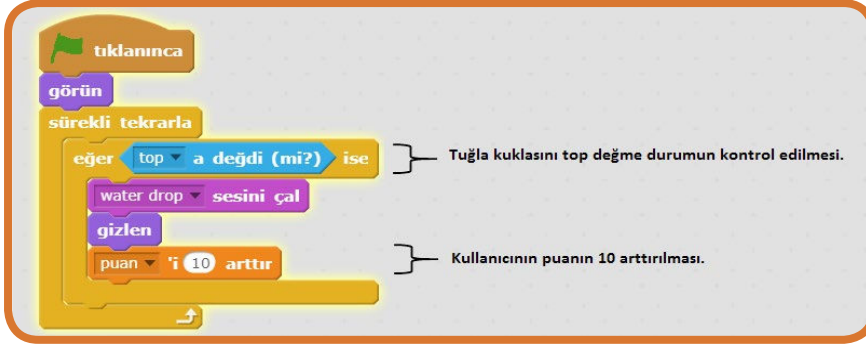 tıklanınca
görün
sürekli tekrarla
eğer top a değdi (mi?) ise
Tuğla kuklasını top değme durumun kontrol edilmesi.
water drop sesini çal
gizlen
puan 'i 10 arttır
Kullanıcının puanın 10 arttırılması.